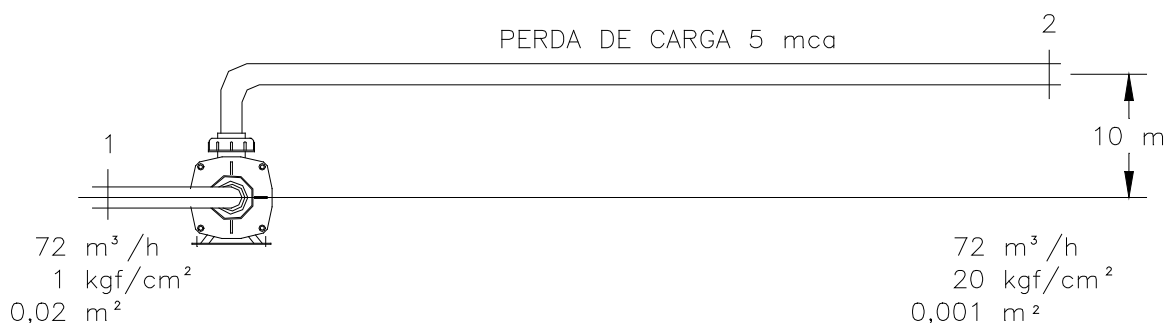 PERDA DE CARGA 5 mca
2
1
10 m
72 m³/h
1 kgf/cm²
0,02 m²
72 m³/h
20 kgf/cm²
0,001 m²